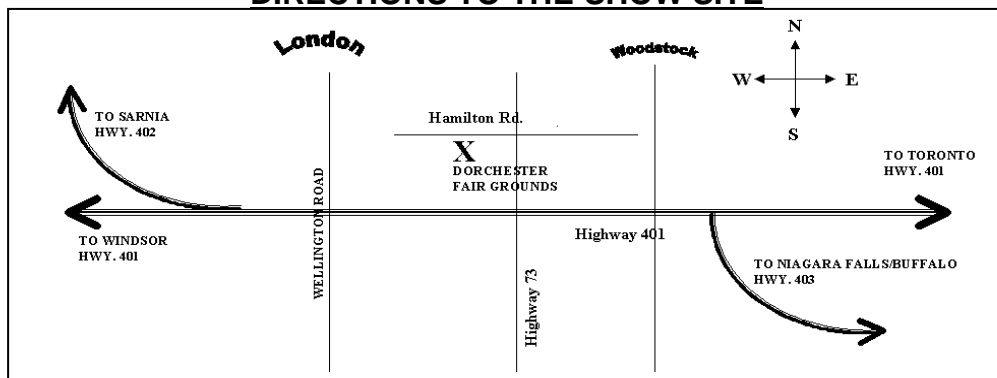 DIRECTIONS TO THE SHOW SITE
London
Woodstock
N
W
E
S
TO SARNIA
HWY. 402
Hamilton Rd.
X
DORCHESTER
FAIR GROUNDS
TO TORONTO
HWY. 401
WELLINGTON ROAD
TO WINDSOR
HWY. 401
Highway 401
Highway 73
TO NIAGARA FALLS/BUFFALO
HWY. 403